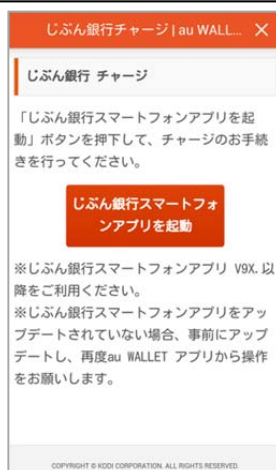 じぶん銀行チャージ | au WALL... ✕
じぶん銀行 チャージ
「じぶん銀行スマートフォンアプリを起
動」ボタンを押下して、チャージのお手続
きを行ってください。
じぶん銀行スマートフォ
ンアプリを起動
※じぶん銀行スマートフォンアプリ V9X.以
降をご利用ください。
※じぶん銀行スマートフォンアプリをアッ
プデートされていない場合、事前にアップ
デートし、再度au WALLET アプリから操作
をお願いします。
COPYRIGHT © KDDI CORPORATION. ALL RIGHTS RESERVED.